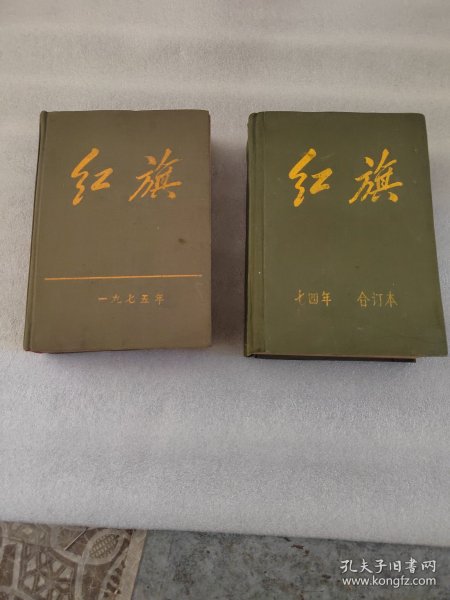 红旗
一九七五年
红旗
十四年 合订本
孔夫子旧书网
www.kongfz.com